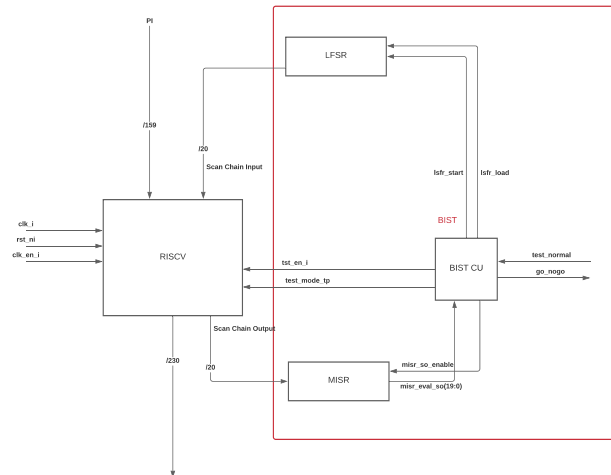 PI
LFSR
/159
/20
Scan Chain Input
lsfr_start
lsfr_load
BIST
clk_i
rst_ni
clk_en_i
RISCV
tst_en_i
test_mode_tp
BIST CU
test_normal
go_nogo
Scan Chain Output
/230
/20
misr_so_enable
MISR
misr_eval_so(19:0)